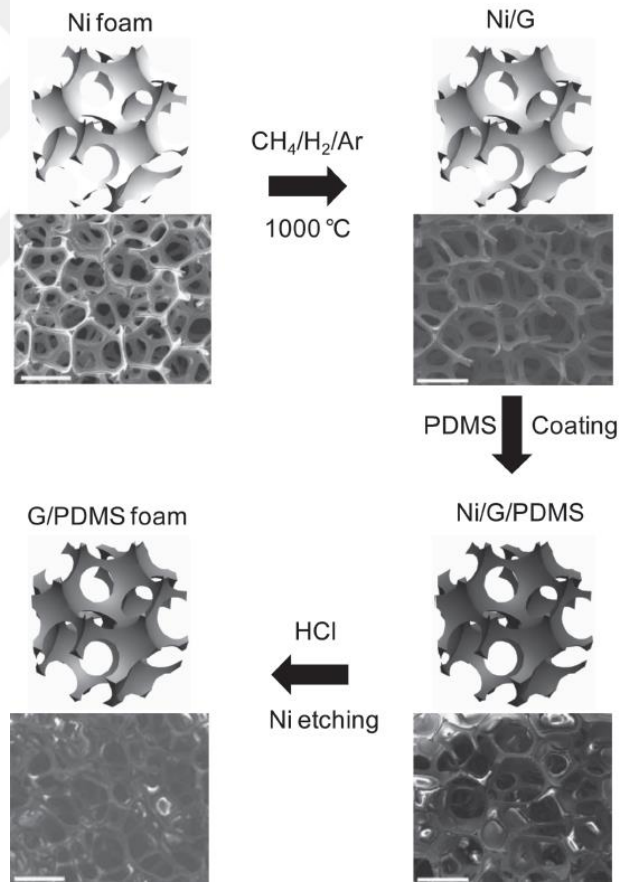 Ni foam
Ni/G
CH₄/H₂/Ar
1000 °C
PDMS Coating
G/PDMS foam
Ni/G/PDMS
HCl
Ni etching